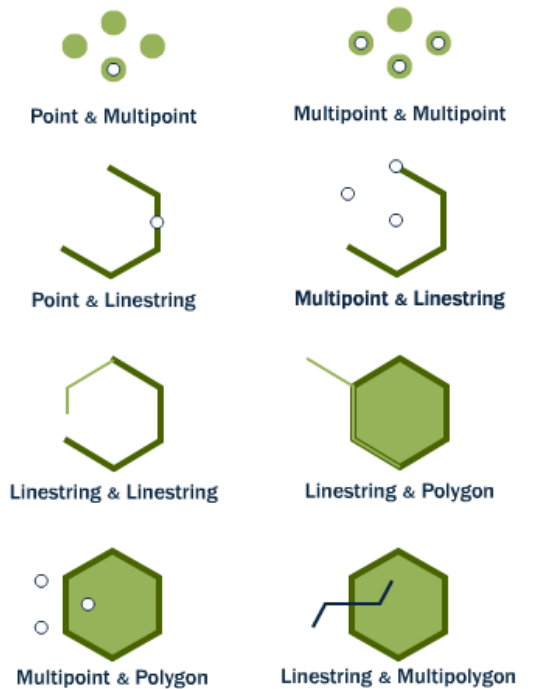 Point & Multipoint
Multipoint & Multipoint
Point & Linestring
Multipoint & Linestring
Linestring & Linestring
Linestring & Polygon
Multipoint & Polygon
Linestring & Multipolygon